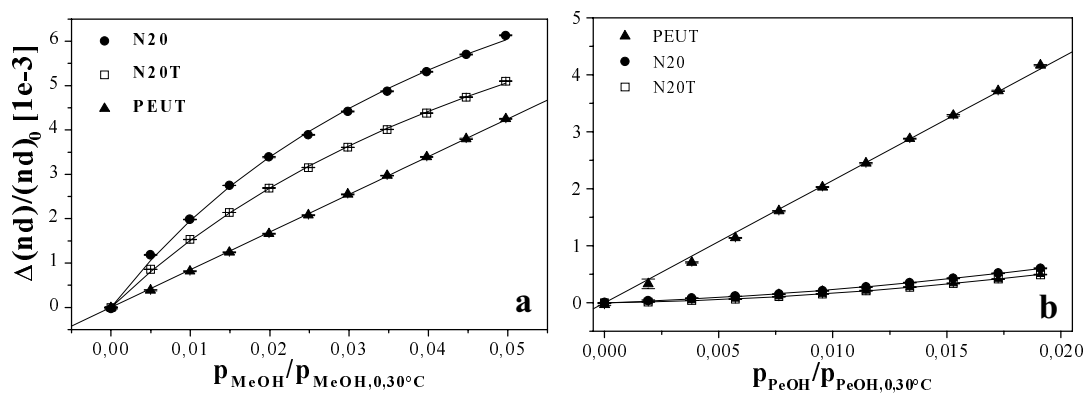 Δ(nd)/(nd)0 [1e-3]
6
5
4
3
2
1
0
N20
N20T
PEUT
a
0,00 0,01 0,02 0,03 0,04 0,05
pMeOH/pMeOH,0,30°C
5
4
3
2
1
0
PEUT
N20
N20T
b
0,000 0,005 0,010 0,015 0,020
pPeOH/pPeOH,0,30°C